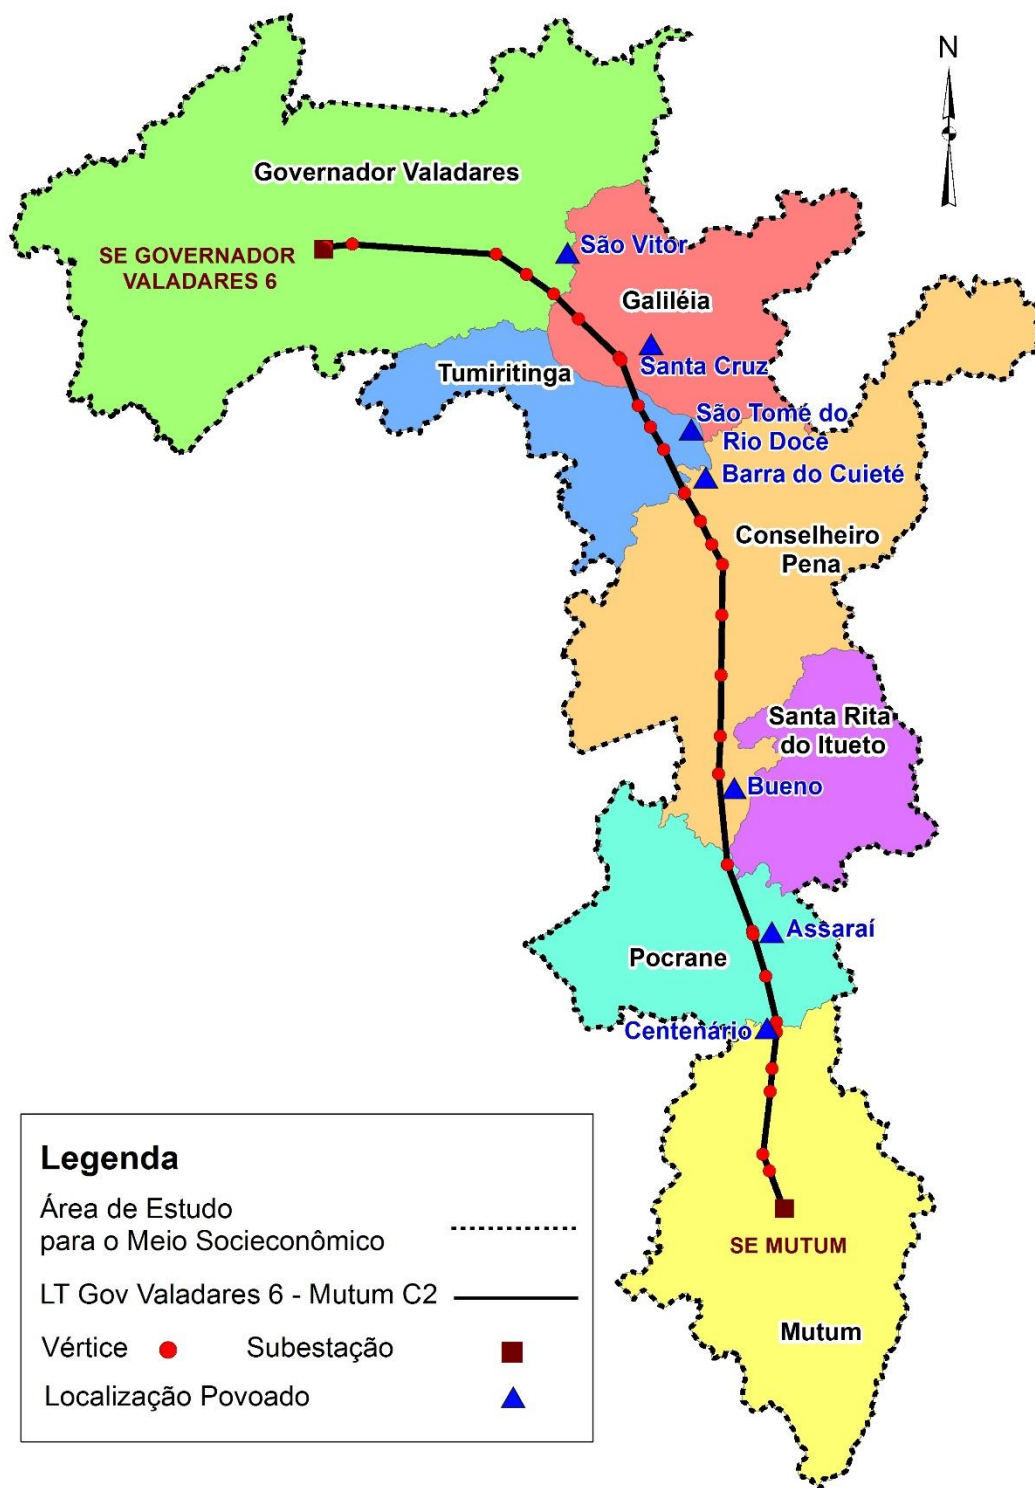 N
Governador Valadares
SE GOVERNADOR
VALADARES 6
São Vitor
Galiléia
Santa Cruz
Tumiritinga
São Tomé do
Rio Doce
Barra do Cuieté
Conselheiro
Pena
Santa Rita
do Itueto
Bueno
Assaraí
Pocrane
Centenário
SE MUTUM
Mutum
Legenda
Área de Estudo
para o Meio Socieconômico
LT Gov Valadares 6 - Mutum C2
Vértice
Subestação
Localização Povoado